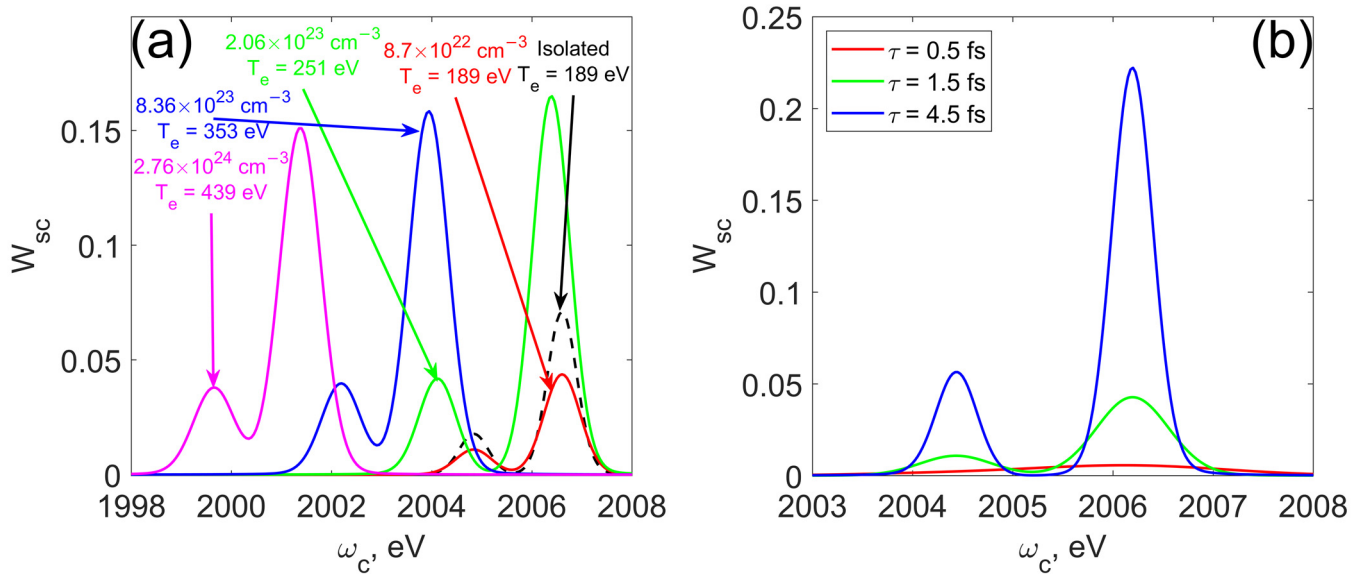 (a)
2.06×10^23 cm^−3
T_e = 251 eV
8.7×10^22 cm^−3
T_e = 189 eV
Isolated
T_e = 189 eV
8.36×10^23 cm^−3
T_e = 353 eV
2.76×10^24 cm^−3
T_e = 439 eV
W_sc
0.15
0.1
0.05
0
1998 2000 2002 2004 2006 2008
ω_c, eV
(b)
τ = 0.5 fs
τ = 1.5 fs
τ = 4.5 fs
W_sc
0.25
0.2
0.15
0.1
0.05
0
2003 2004 2005 2006 2007 2008
ω_c, eV